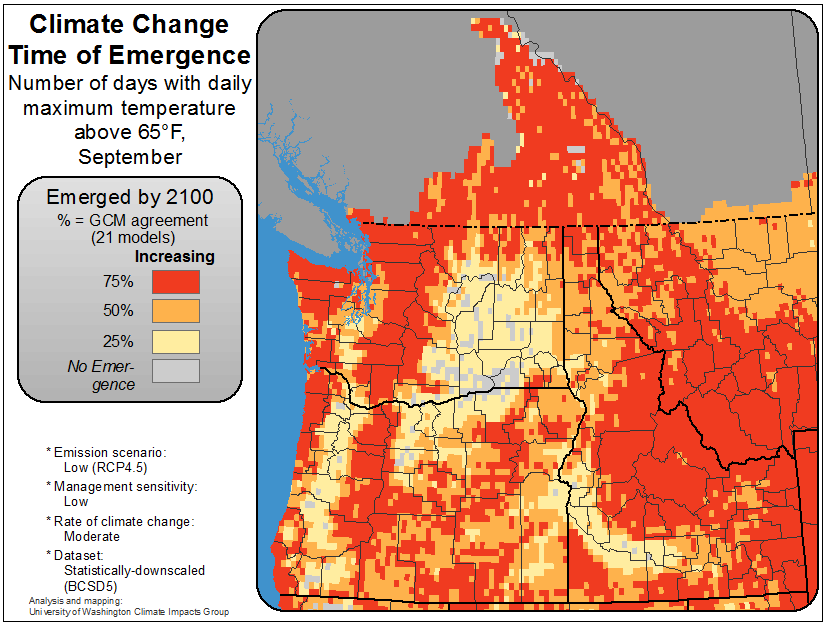 Climate Change
Time of Emergence
Number of days with daily
maximum temperature
above 65°F,
September
Emerged by 2100
% = GCM agreement
(21 models)
Increasing
75%
50%
25%
No Emer-
gence
* Emission scenario:
Low (RCP4.5)
* Management sensitivity:
Low
* Rate of climate change:
Moderate
* Dataset:
Statistically-downscaled
(BCSD5)
Analysis and mapping:
University of Washington Climate Impacts Group